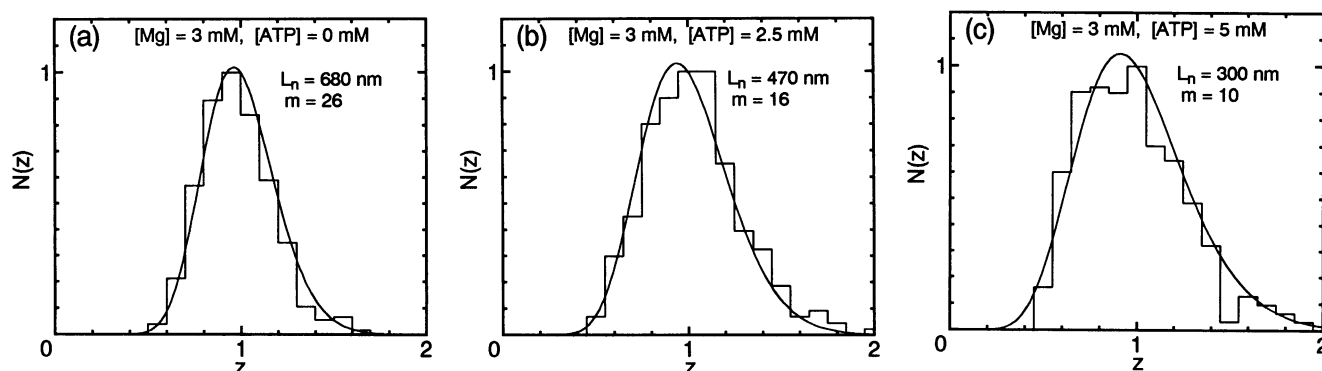 (a) [Mg] = 3 mM, [ATP] = 0 mM
L_n = 680 nm
m = 26
1
N(z)
0 1 2
z
(b) [Mg] = 3 mM, [ATP] = 2.5 mM
L_n = 470 nm
m = 16
1
N(z)
0 1 2
z
(c) [Mg] = 3 mM, [ATP] = 5 mM
L_n = 300 nm
m = 10
1
N(z)
0 1 2
z